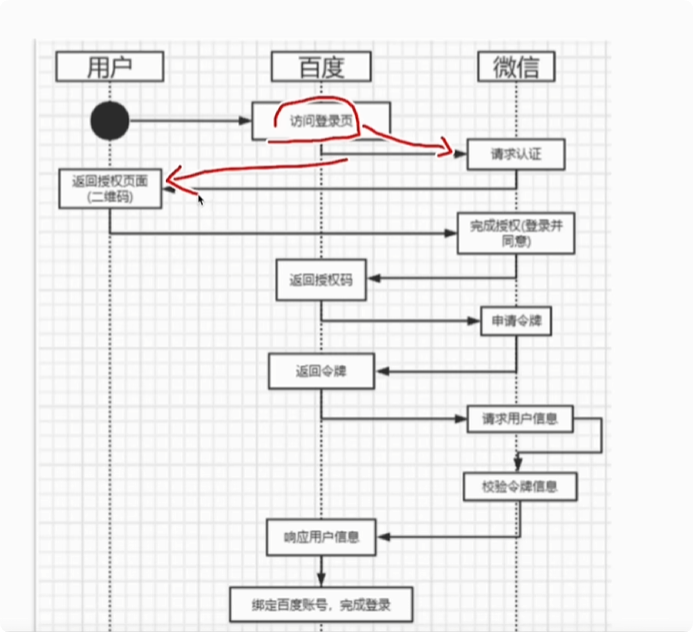 用户
百度
微信
访问登录页
请求认证
返回授权页面
(二维码)
完成授权(登录并
同意)
返回授权码
申请令牌
返回令牌
请求用户信息
校验令牌信息
响应用户信息
绑定百度账号，完成登录